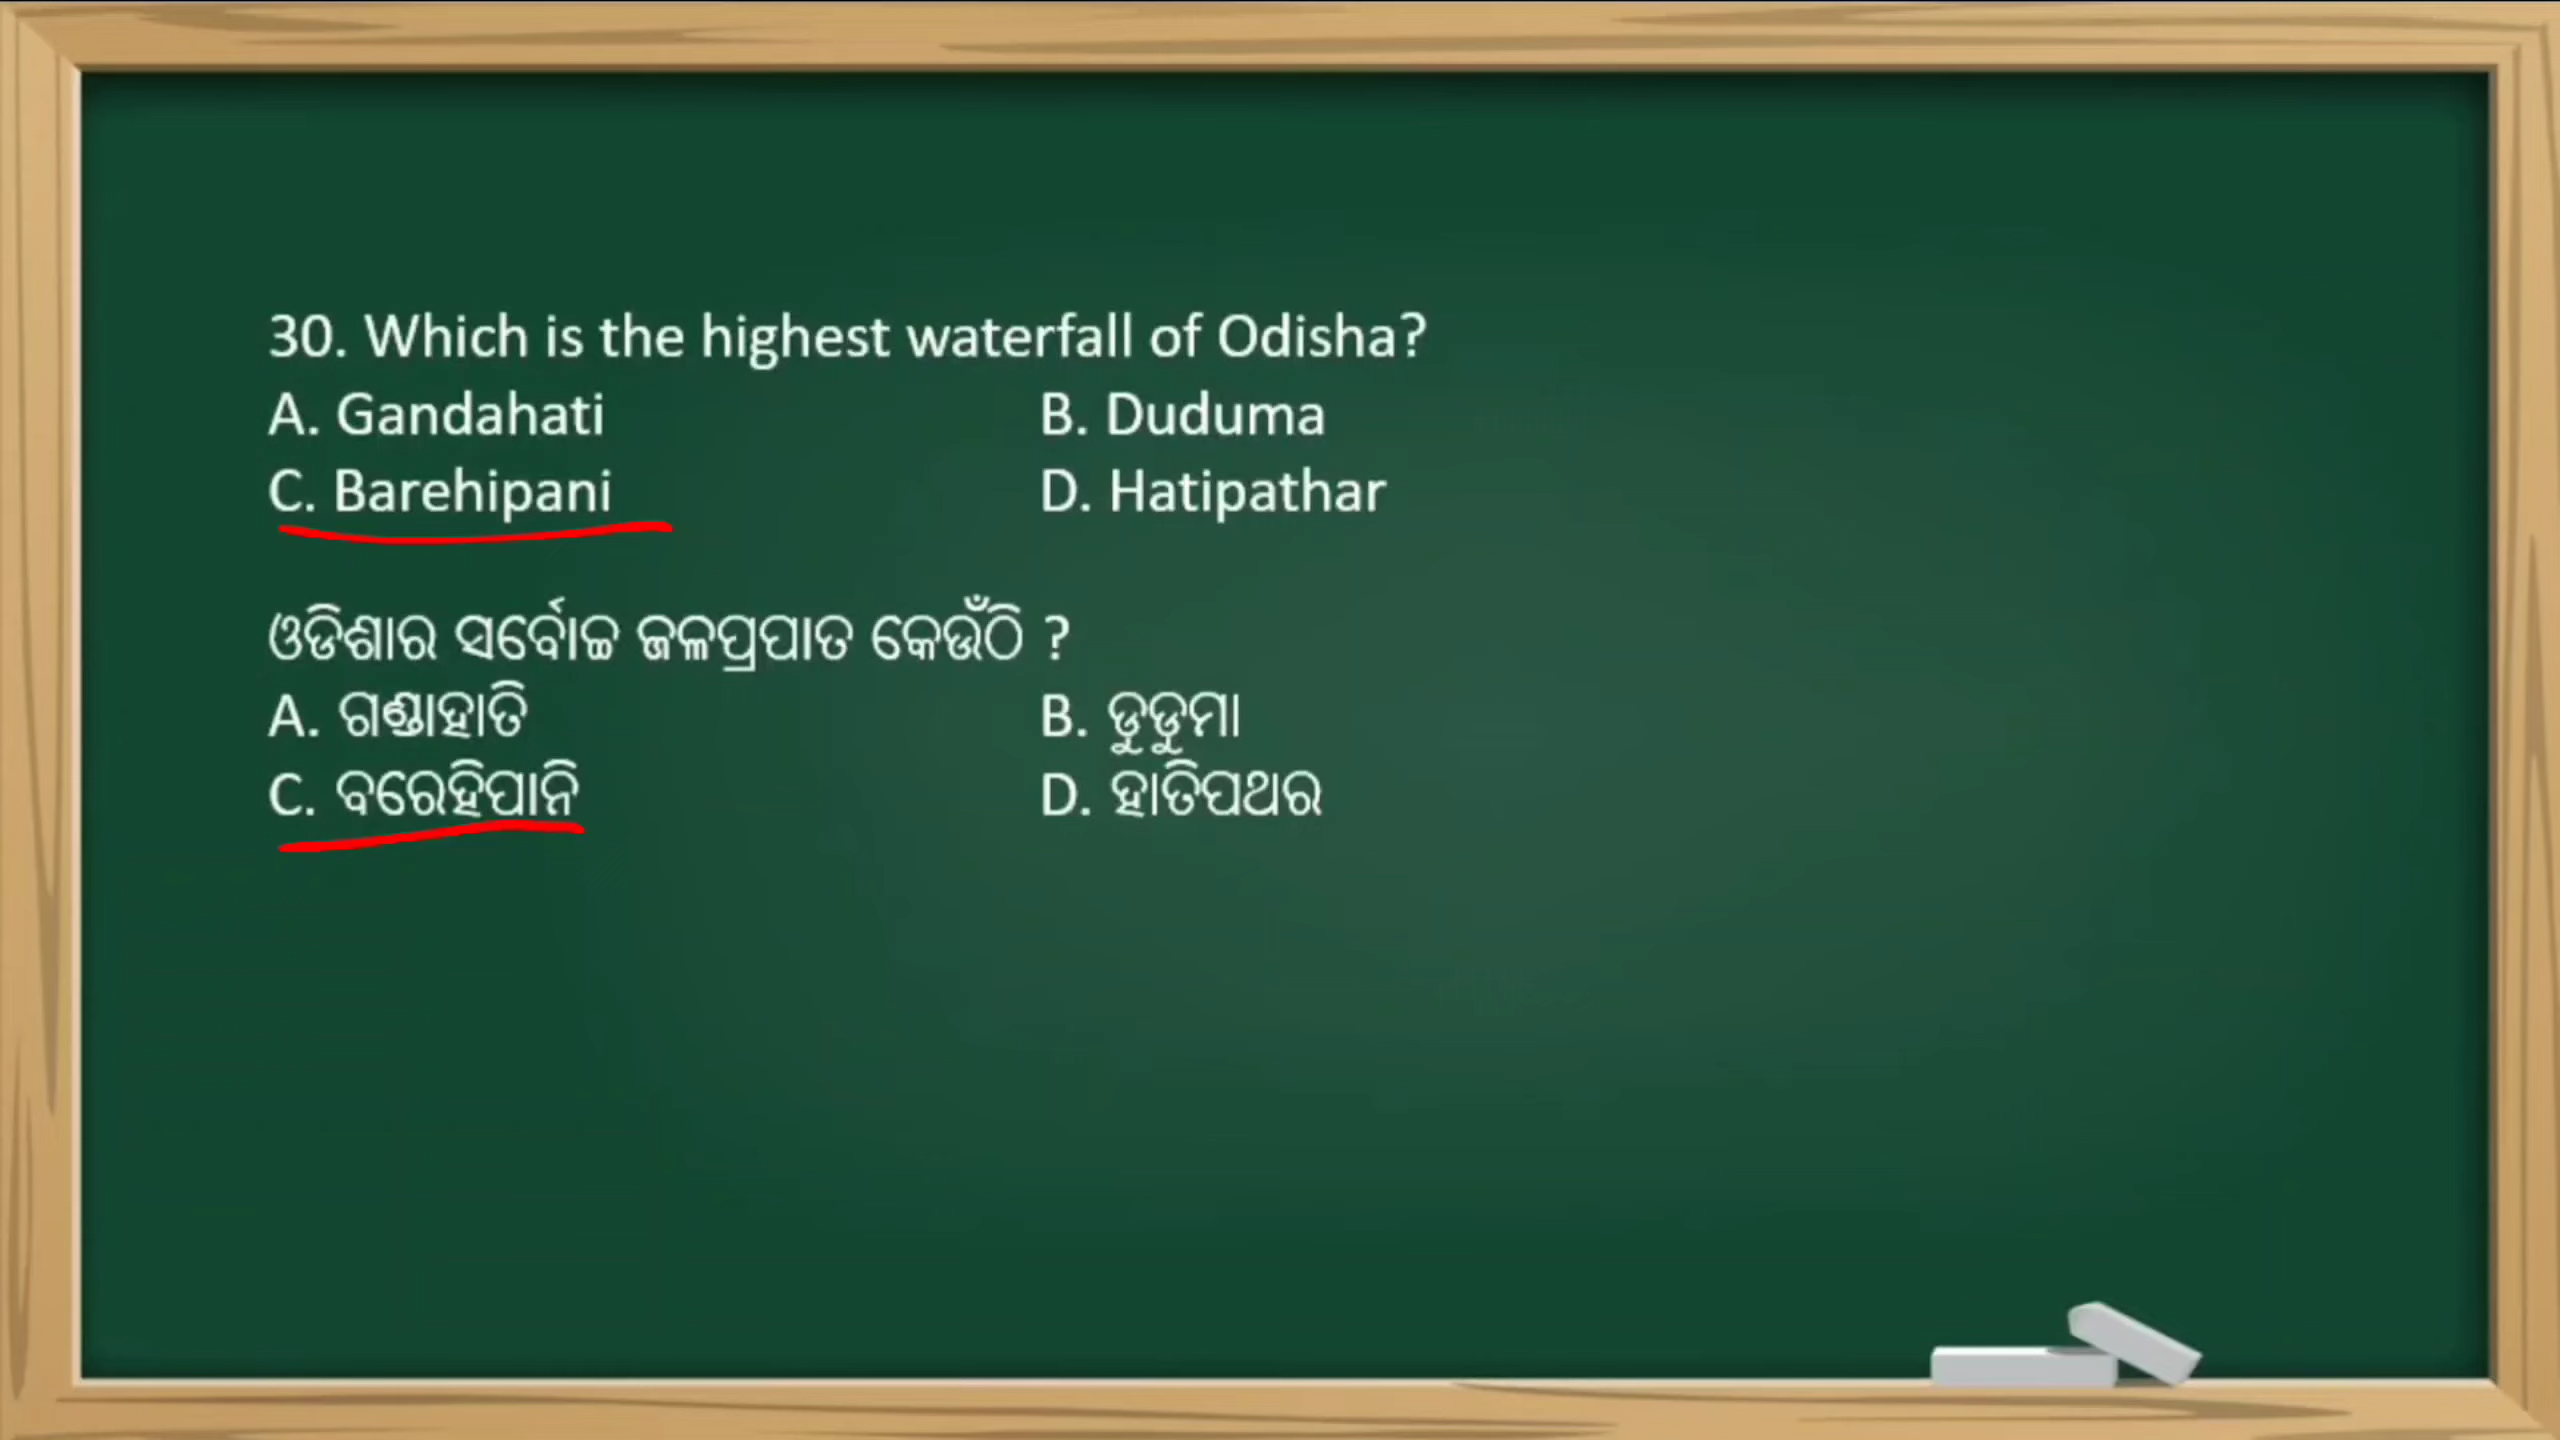 30. Which is the highest waterfall of Odisha?
A. Gandahati B. Duduma
C. Barehipani D. Hatipathar
ଓଡିଶାର ସର୍ବୋଚ୍ଚ ଜଳପ୍ରପାତ କେଉଁଠି ?
A. ଗଣ୍ଡାହାତି B. ଡୁଡୁମା
C. ବରେହିପାନି D. ହାତିପଥର